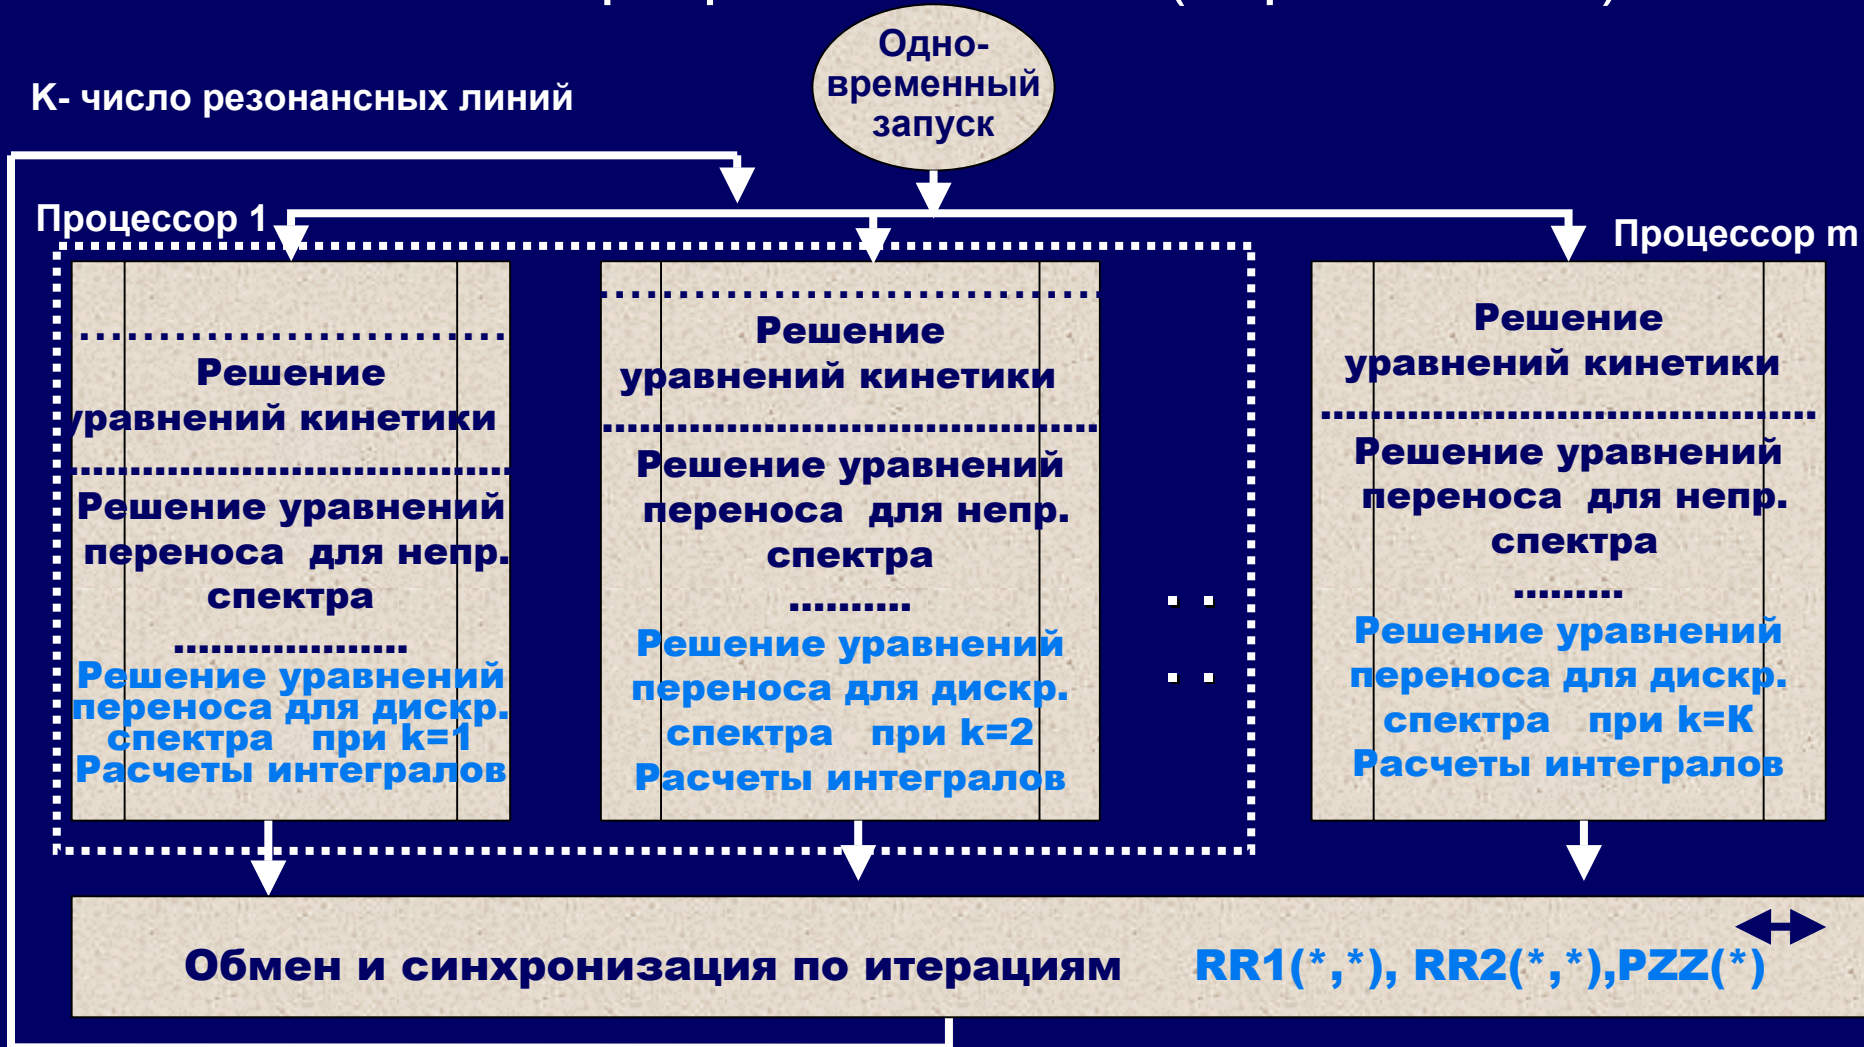 Одно-
временный
запуск
K- число резонансных линий
Процессор 1
Процессор m
Решение
уравнений кинетики
Решение уравнений
переноса для непр.
спектра
Решение уравнений
переноса для дискр.
спектра при k=1
Расчеты интегралов
Решение
уравнений кинетики
Решение уравнений
переноса для непр.
спектра
Решение уравнений
переноса для дискр.
спектра при k=2
Расчеты интегралов
Решение
уравнений кинетики
Решение уравнений
переноса для непр.
спектра
Решение уравнений
переноса для дискр.
спектра при k=К
Расчеты интегралов
Обмен и синхронизация по итерациям RR1(*,*), RR2(*,*),PZZ(*)